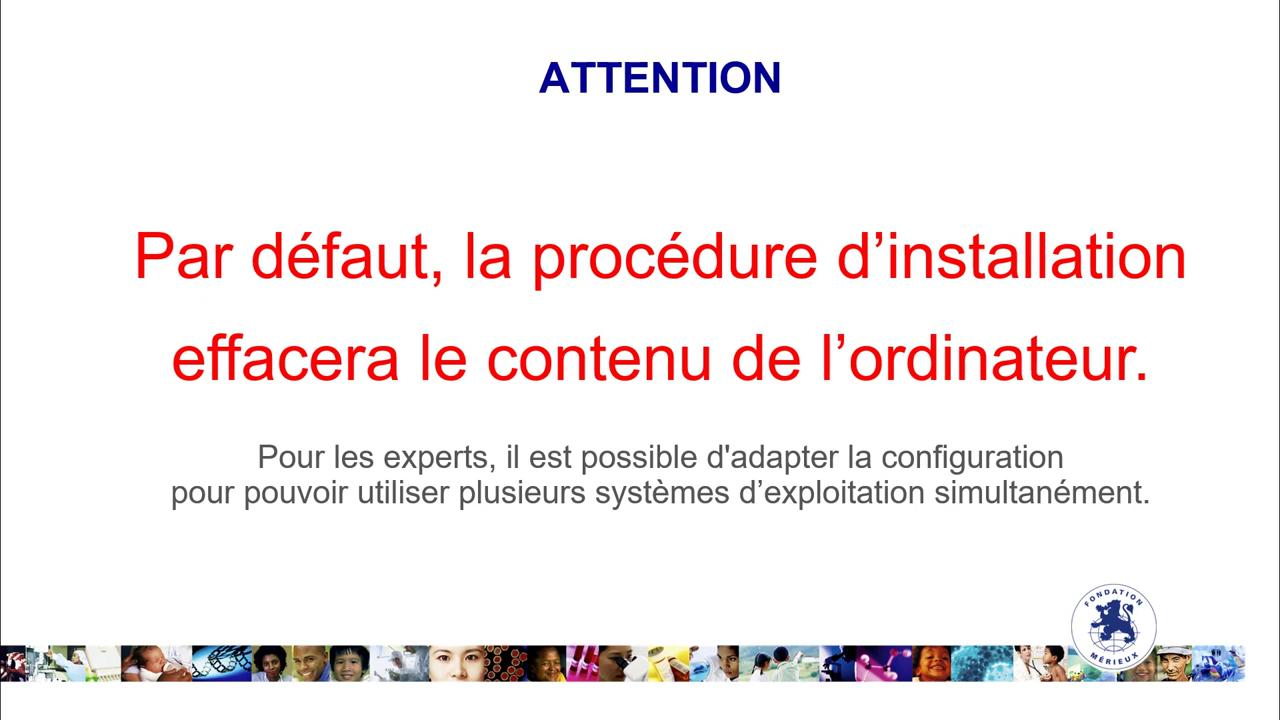 ATTENTION
Par défaut, la procédure d’installation
effacera le contenu de l’ordinateur.
Pour les experts, il est possible d'adapter la configuration
pour pouvoir utiliser plusieurs systèmes d’exploitation simultanément.
FONDATION
MÉRIEUX